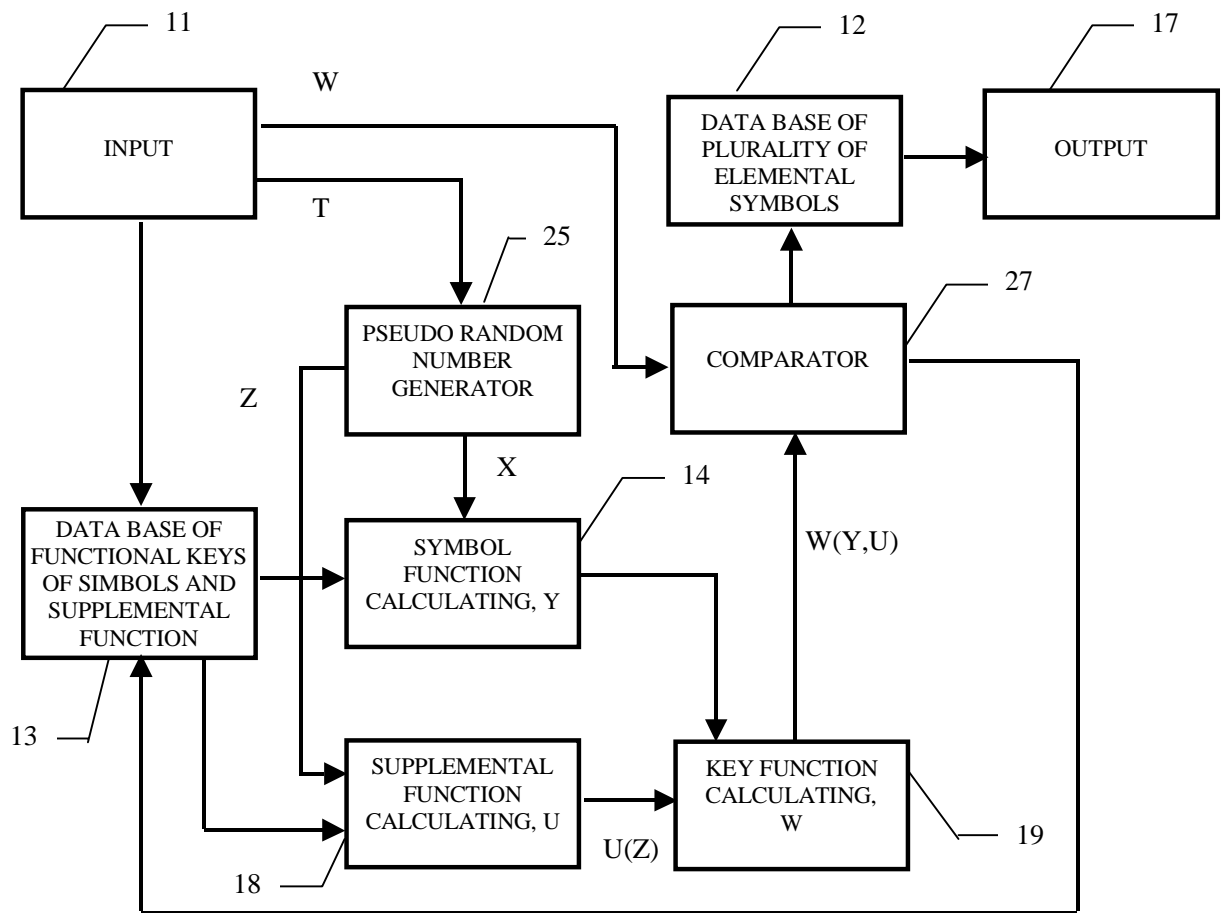 11
12
17
W
INPUT
DATA BASE OF
PLURALITY OF
ELEMENTAL
SYMBOLS
OUTPUT
T
25
27
PSEUDO RANDOM
NUMBER
GENERATOR
COMPARATOR
Z
X
14
DATA BASE OF
FUNCTIONAL KEYS
OF SIMBOLS AND
SUPPLEMENTAL
FUNCTION
SYMBOL
FUNCTION
CALCULATING, Y
W(Y,U)
13
SUPPLEMENTAL
FUNCTION
CALCULATING, U
KEY FUNCTION
CALCULATING,
W
U(Z)
19
18